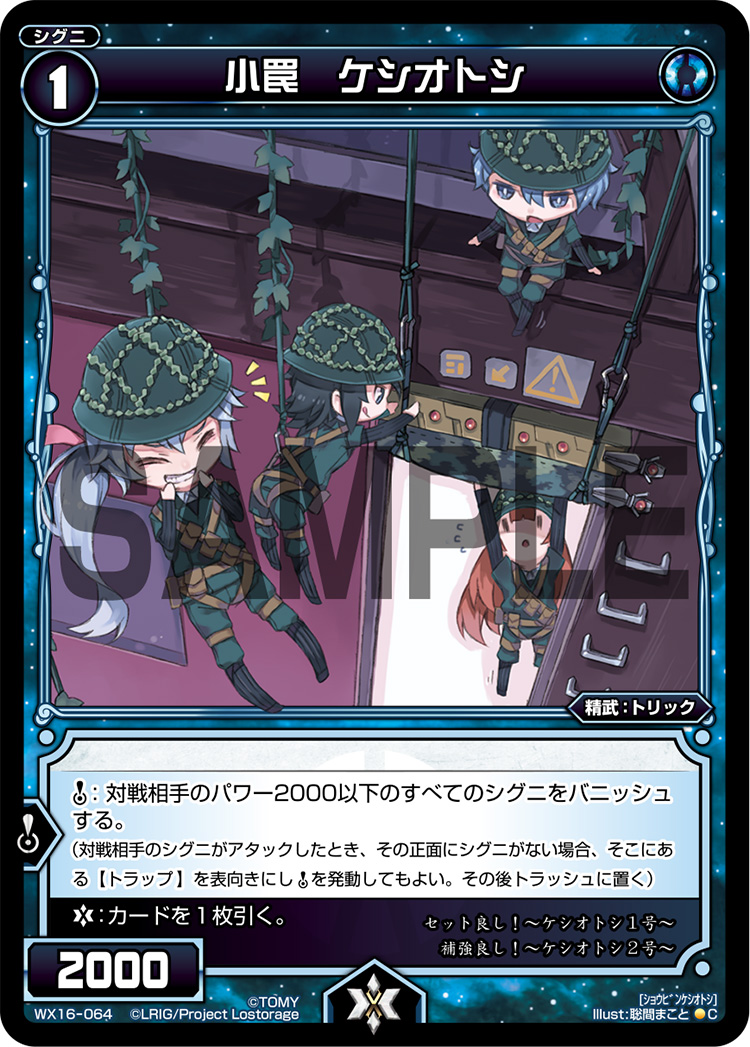 シグニ
1
小罠　ケシオトシ
SAMPLE
精武：トリック
：対戦相手のパワー2000以下のすべてのシグニをバニッシュ
する。
（対戦相手のシグニがアタックしたとき、その正面にシグニがない場合、そこにあ
る【トラップ】を表向きにし を発動してもよい。その後トラッシュに置く）
：カードを１枚引く。
セット良し！～ケシオトシ１号～
補強良し！～ケシオトシ２号～
2000
WX16-064 ©LRIG/Project Lostorage
©TOMY
[ｼｮｳﾋﾞﾝｹｼｵﾄｼ]
Illust:聡間まこと C